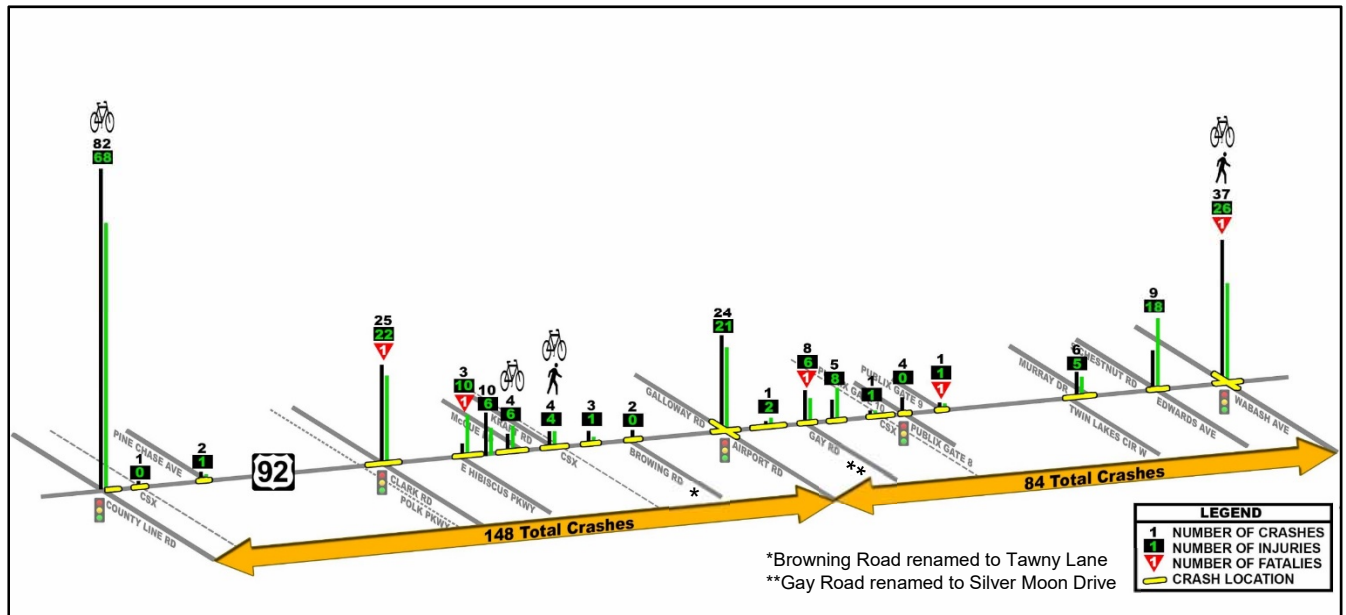 82
68
1
0
2
1
92
25
22
1
3
10
1
10
6
4
6
4
4
3
1
2
0
24
21
1
2
8
6
1
5
8
1
1
4
0
1
1
1
6
5
9
18
37
26
1
COUNTY LINE RD
CSX
PINE CHASE AVE
CLARK RD
POLK PKWY
E HIBISCUS PKWY
CSX
BROWING RD
*
GALLOWAY RD
AIRPORT RD
GAY RD
**
CSX
PUBLIX GATE 9
PUBLIX GATE 8
MURRAY DR
TWIN LAKES CIR W
EDWARDS AVE
WABASH AVE
148 Total Crashes
84 Total Crashes
*Browning Road renamed to Tawny Lane
**Gay Road renamed to Silver Moon Drive
LEGEND
1 NUMBER OF CRASHES
1 NUMBER OF INJURIES
1 NUMBER OF FATALIES
CRASH LOCATION